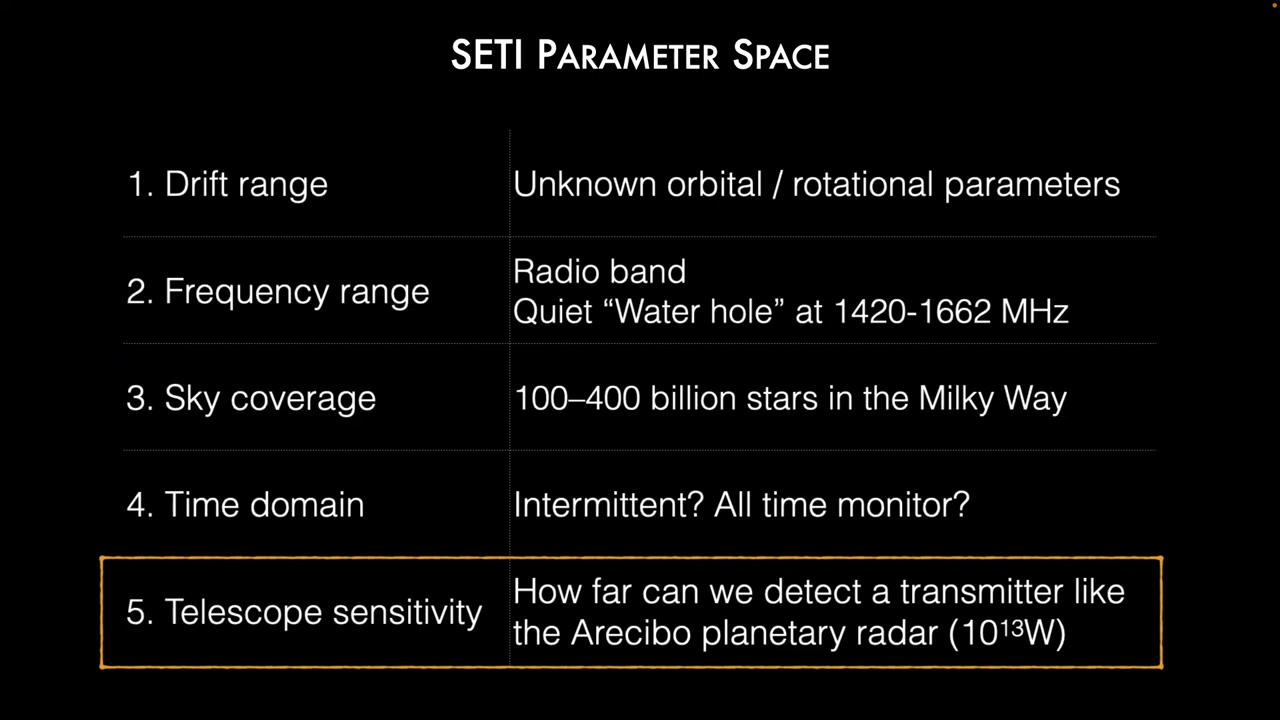 SETI Parameter Space
1. Drift range
Unknown orbital / rotational parameters
2. Frequency range
Radio band
Quiet “Water hole” at 1420-1662 MHz
3. Sky coverage
100–400 billion stars in the Milky Way
4. Time domain
Intermittent? All time monitor?
5. Telescope sensitivity
How far can we detect a transmitter like
the Arecibo planetary radar (10¹³W)